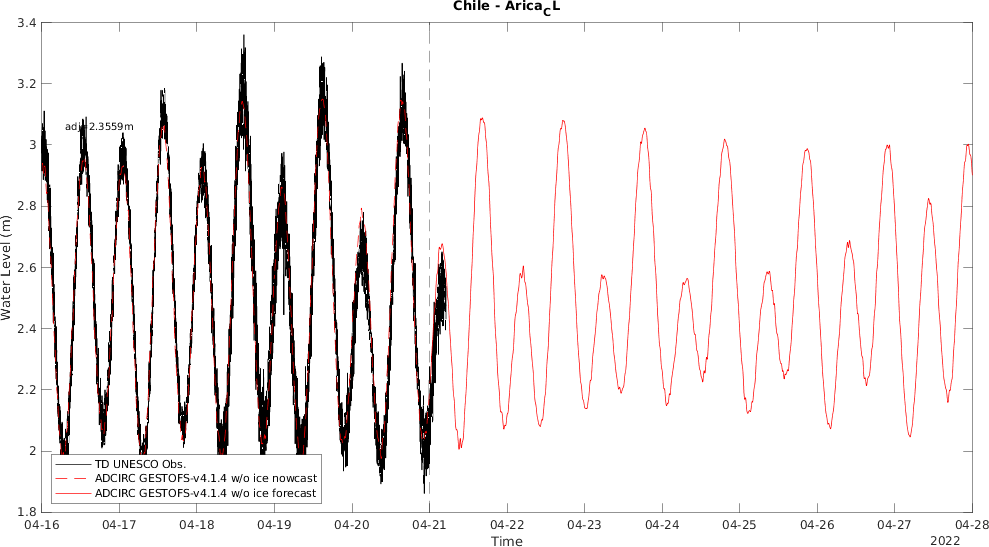 Chile - Arica_CL
3.4
3.2
3
2.8
2.6
2.4
2.2
2
1.8
Water Level (m)
2.3559m
TD UNESCO Obs.
ADCIRC GESTOFS-v4.1.4 w/o ice nowcast
ADCIRC GESTOFS-v4.1.4 w/o ice forecast
04-16 04-17 04-18 04-19 04-20 04-21 04-22 04-23 04-24 04-25 04-26 04-27 04-28
Time
2022